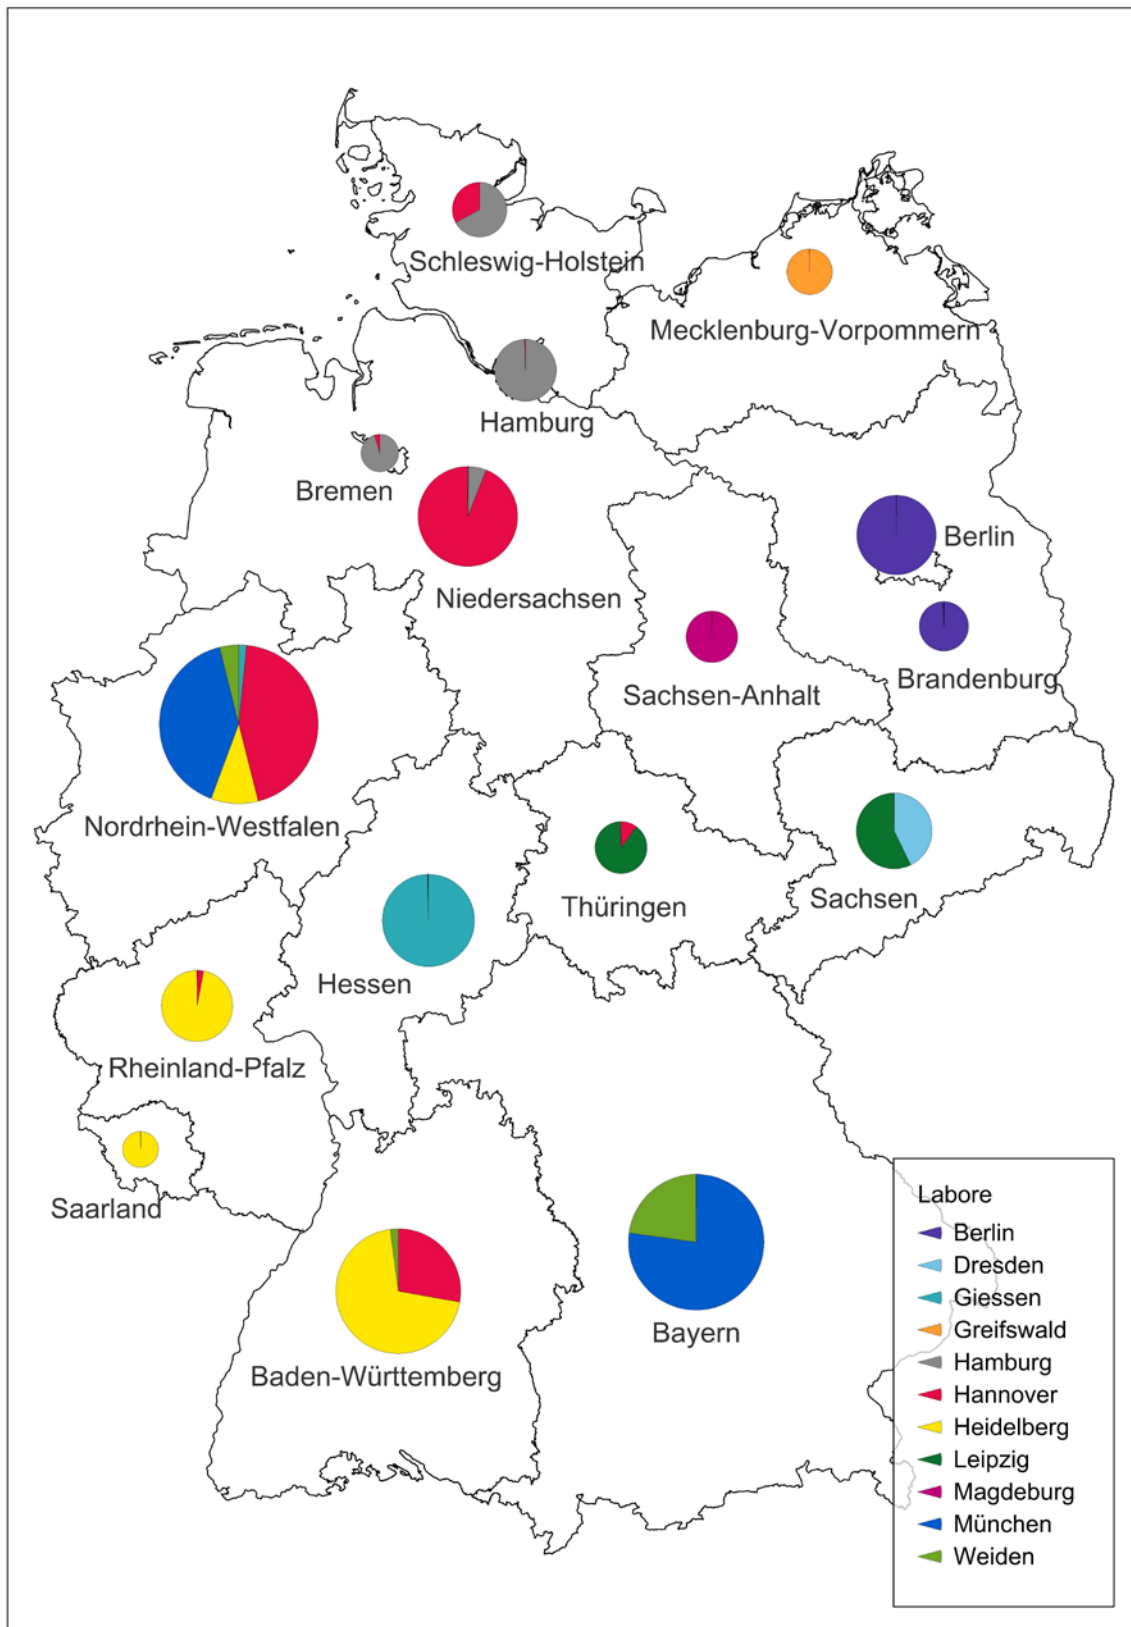 Schleswig-Holstein
Mecklenburg-Vorpommern
Hamburg
Bremen
Berlin
Niedersachsen
Brandenburg
Sachsen-Anhalt
Nordrhein-Westfalen
Sachsen
Thüringen
Hessen
Rheinland-Pfalz
Saarland
Bayern
Baden-Württemberg
Labore
Berlin
Dresden
Giessen
Greifswald
Hamburg
Hannover
Heidelberg
Leipzig
Magdeburg
München
Weiden